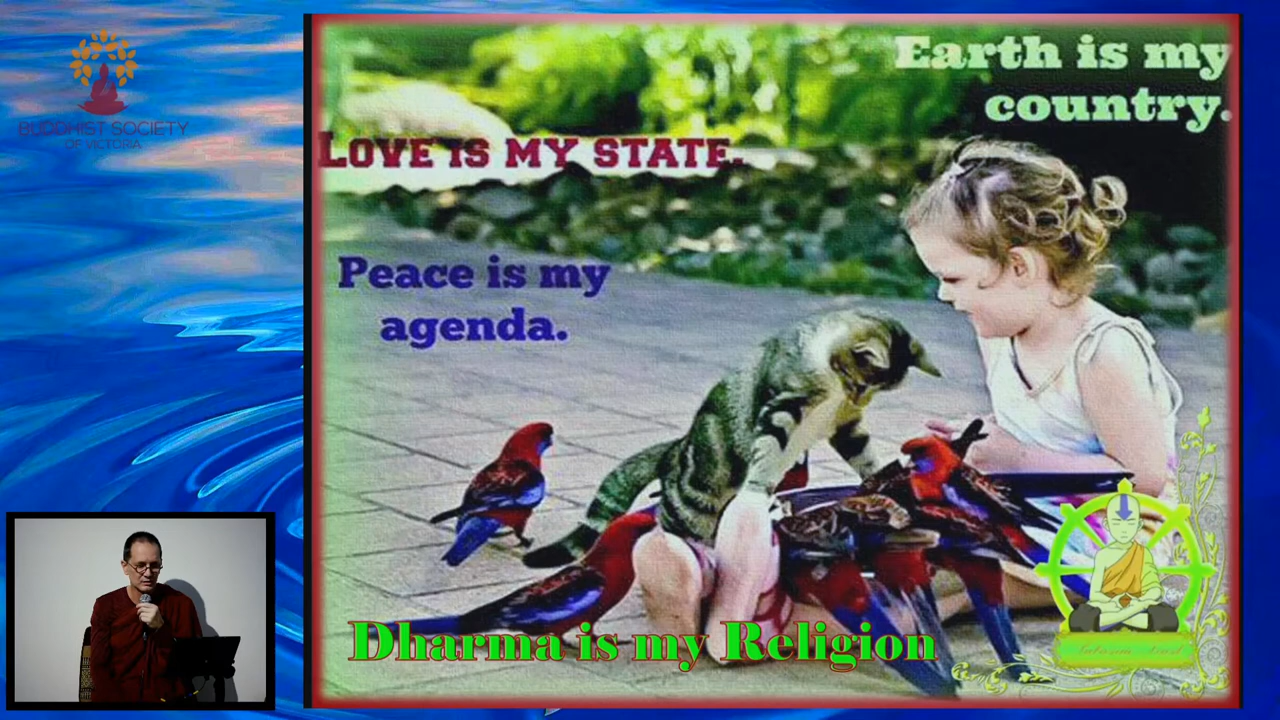 BUDDHIST SOCIETY
OF VICTORIA
Earth is my
country.
LOVE IS MY STATE.
Peace is my
agenda.
Dharma is my Religion